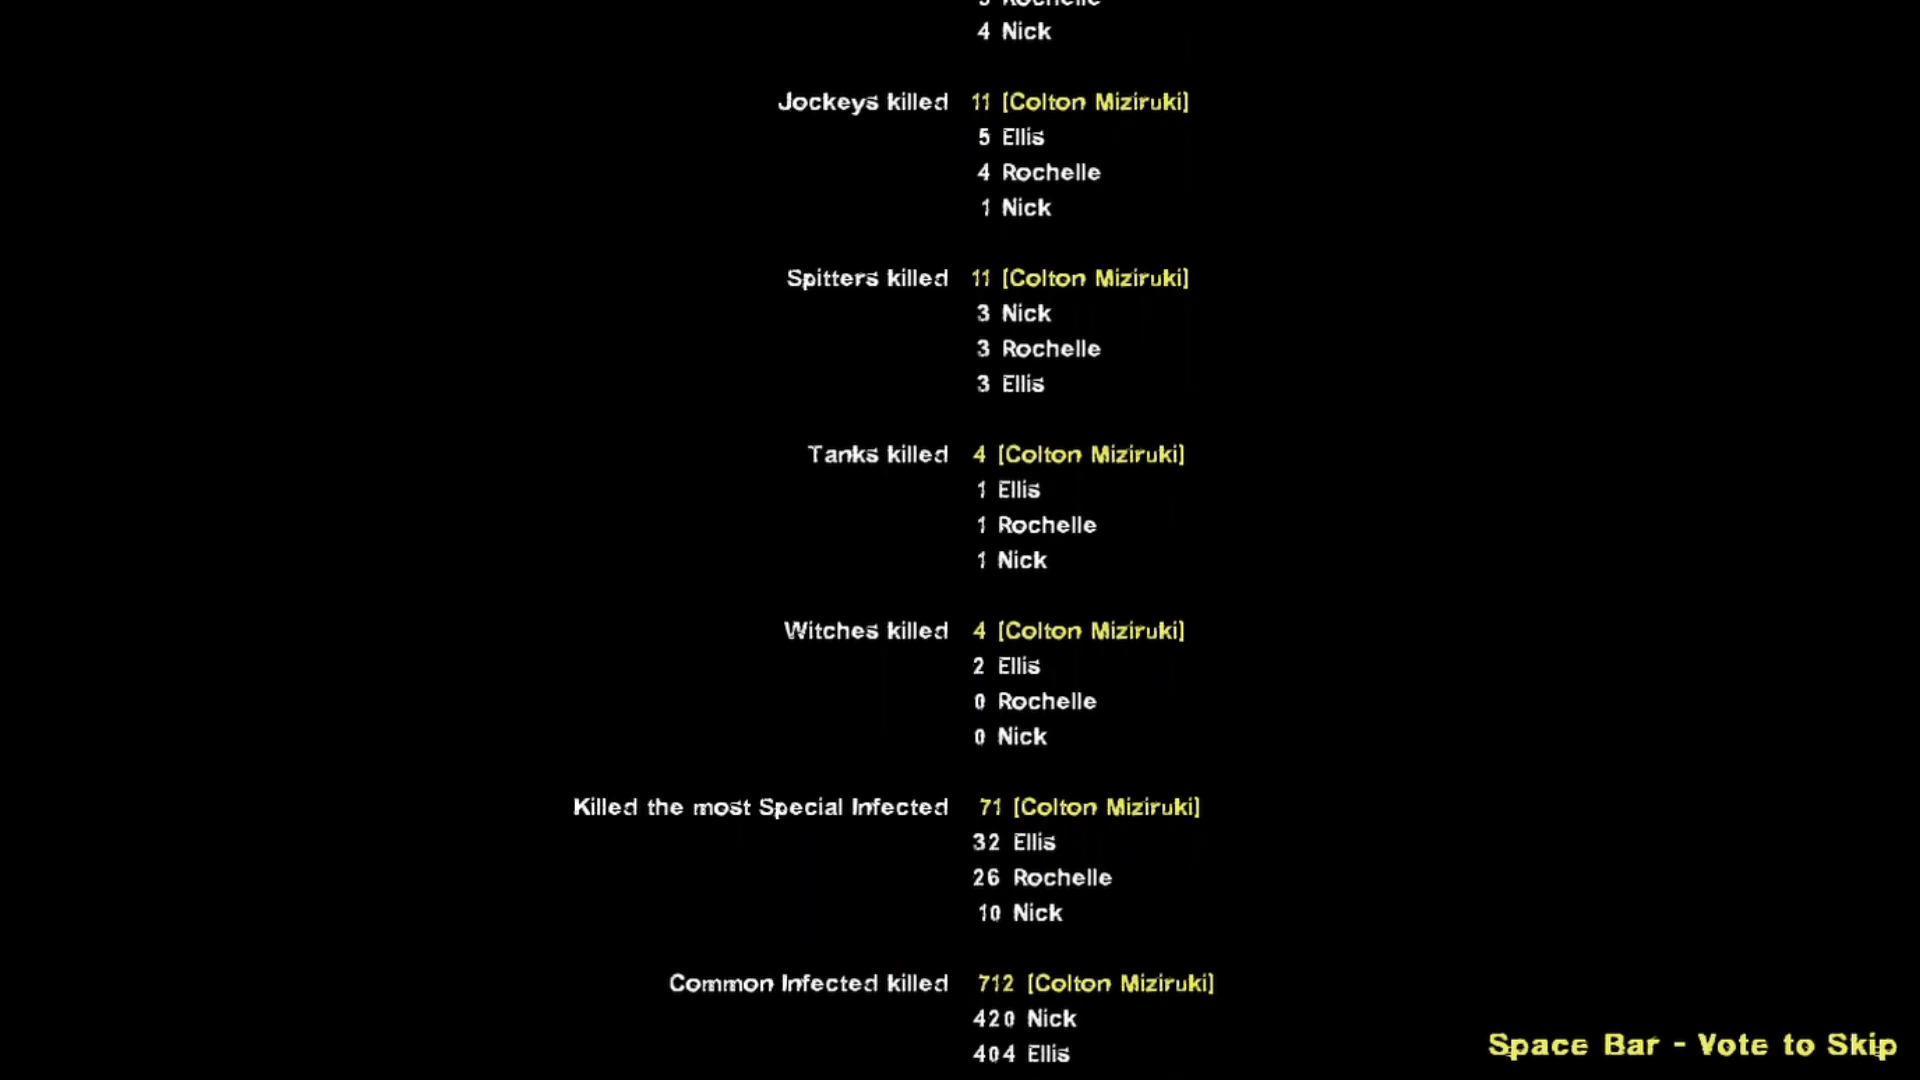 3 Rochelle
4 Nick
Jockeys killed 11 [Colton Miziruki]
5 Ellis
4 Rochelle
1 Nick
Spitters killed 11 [Colton Miziruki]
3 Nick
3 Rochelle
3 Ellis
Tanks killed 4 [Colton Miziruki]
1 Ellis
1 Rochelle
1 Nick
Witches killed 4 [Colton Miziruki]
2 Ellis
0 Rochelle
0 Nick
Killed the most Special Infected 71 [Colton Miziruki]
32 Ellis
26 Rochelle
10 Nick
Common Infected killed 712 [Colton Miziruki]
420 Nick
404 Ellis
Space Bar - Vote to Skip